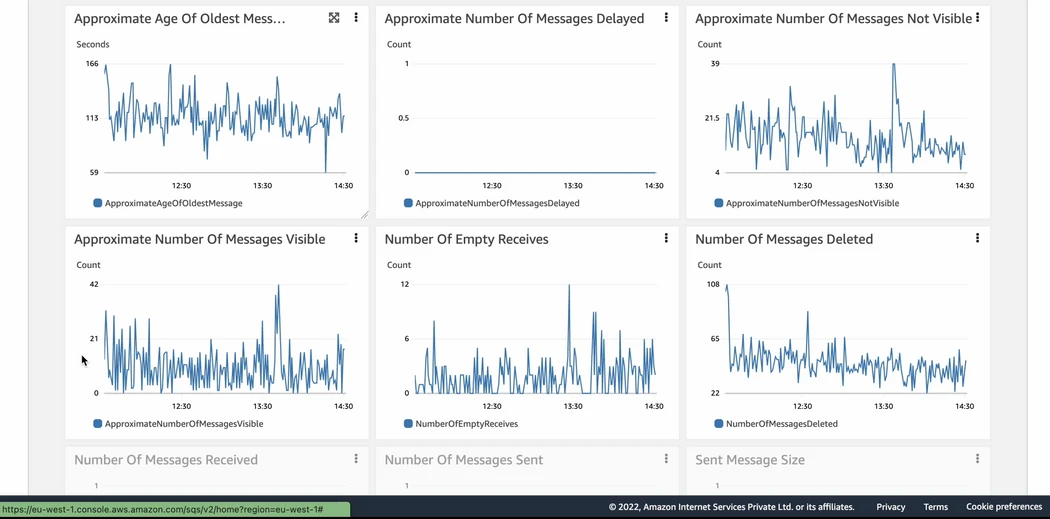 Approximate Age Of Oldest Mess...
Seconds
166
113
59
12:30 13:30 14:30
ApproximateAgeOfOldestMessage
Approximate Number Of Messages Delayed
Count
1
0.5
0
12:30 13:30 14:30
ApproximateNumberOfMessagesDelayed
Approximate Number Of Messages Not Visible
Count
39
21.5
4
12:30 13:30 14:30
ApproximateNumberOfMessagesNotVisible
Approximate Number Of Messages Visible
Count
42
21
0
12:30 13:30 14:30
ApproximateNumberOfMessagesVisible
Number Of Empty Receives
Count
12
6
0
12:30 13:30 14:30
NumberOfEmptyReceives
Number Of Messages Deleted
Count
108
65
22
12:30 13:30 14:30
NumberOfMessagesDeleted
Number Of Messages Received
1
Number Of Messages Sent
1
Sent Message Size
1
https://eu-west-1.console.aws.amazon.com/sqs/v2/home?region=eu-west-1#
© 2022, Amazon Internet Services Private Ltd. or its affiliates. Privacy Terms Cookie preferences